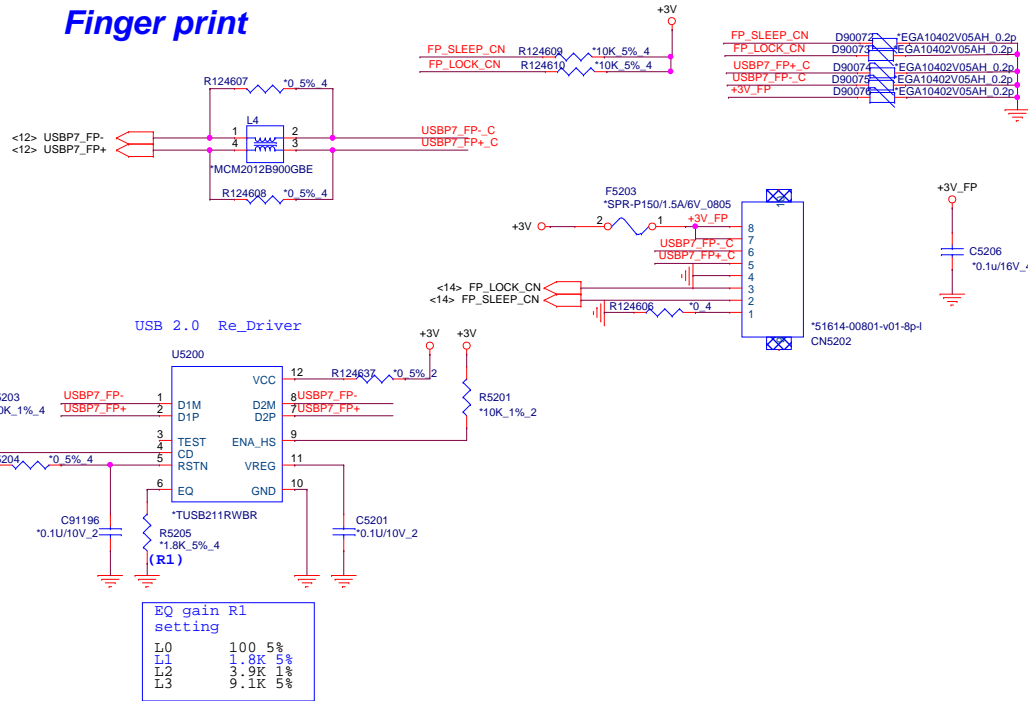 Finger print
+3V
FP_SLEEP_CN R124609 *10K_5%_4
FP_LOCK_CN R124610 *10K_5%_4
FP_SLEEP_CN D90072 *EGA10402V05AH_0.2p
FP_LOCK_CN D90073 *EGA10402V05AH_0.2p
USBP7_FP+_C D90074 *EGA10402V05AH_0.2p
USBP7_FP-_C D90075 *EGA10402V05AH_0.2p
+3V_FP D90076 *EGA10402V05AH_0.2p
R124607 *0_5%_4
L4
<12> USBP7_FP- 1 2 USBP7_FP-_C
<12> USBP7_FP+ 4 3 USBP7_FP+_C
*MCM2012B900GBE
R124608 *0_5%_4
F5203
*SPR-P150/1.5A/6V_0805
+3V 2 1 +3V_FP 8
7
USBP7_FP-_C 6
USBP7_FP+_C 5
4
<14> FP_LOCK_CN 3
<14> FP_SLEEP_CN 2
R124606 *0_4 1
*51614-00801-v01-8p-l
CN5202
+3V_FP
C5206
*0.1u/16V_4
USB 2.0 Re_Driver
U5200
+3V +3V
VCC 12 R124637 *0_5%_2
5203 USBP7_FP- 1 D1M D2M 8 USBP7_FP-
0K_1%_4 USBP7_FP+ 2 D1P D2P 7 USBP7_FP+
R5201
*10K_1%_2
3 TEST ENA_HS 9
4 CD
5204 *0_5%_4 5 RSTN VREG 11
6 EQ GND 10
*TUSB211RWBR
C91196
*0.1U/10V_2
R5205
*1.8K_5%_4
(R1)
C5201
*0.1U/10V_2
EQ gain R1
setting
L0 100 5%
L1 1.8K 5%
L2 3.9K 1%
L3 9.1K 5%